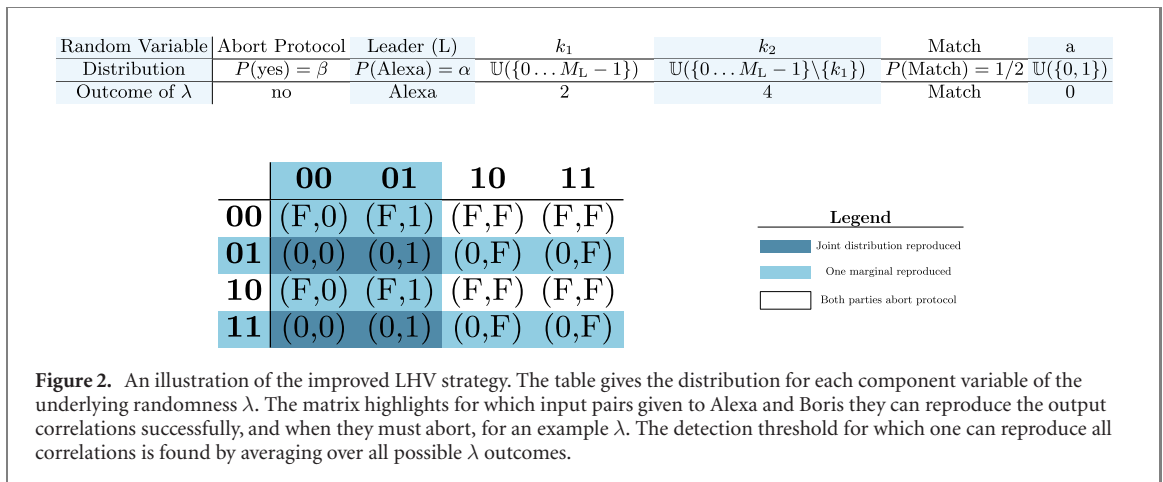 Random Variable Abort Protocol Leader (L) k₁ k₂ Match a
Distribution P(yes) = β P(Alexa) = α 𝕌({0 … M_L − 1}) 𝕌({0 … M_L − 1}\{k₁}) P(Match) = 1/2 𝕌({0, 1})
Outcome of λ no Alexa 2 4 Match 0
00 01 10 11
00 (F,0) (F,1) (F,F) (F,F)
01 (0,0) (0,1) (0,F) (0,F)
10 (F,0) (F,1) (F,F) (F,F)
11 (0,0) (0,1) (0,F) (0,F)
Legend
Joint distribution reproduced
One marginal reproduced
Both parties abort protocol
Figure 2. An illustration of the improved LHV strategy. The table gives the distribution for each component variable of the
underlying randomness λ. The matrix highlights for which input pairs given to Alexa and Boris they can reproduce the output
correlations successfully, and when they must abort, for an example λ. The detection threshold for which one can reproduce all
correlations is found by averaging over all possible λ outcomes.